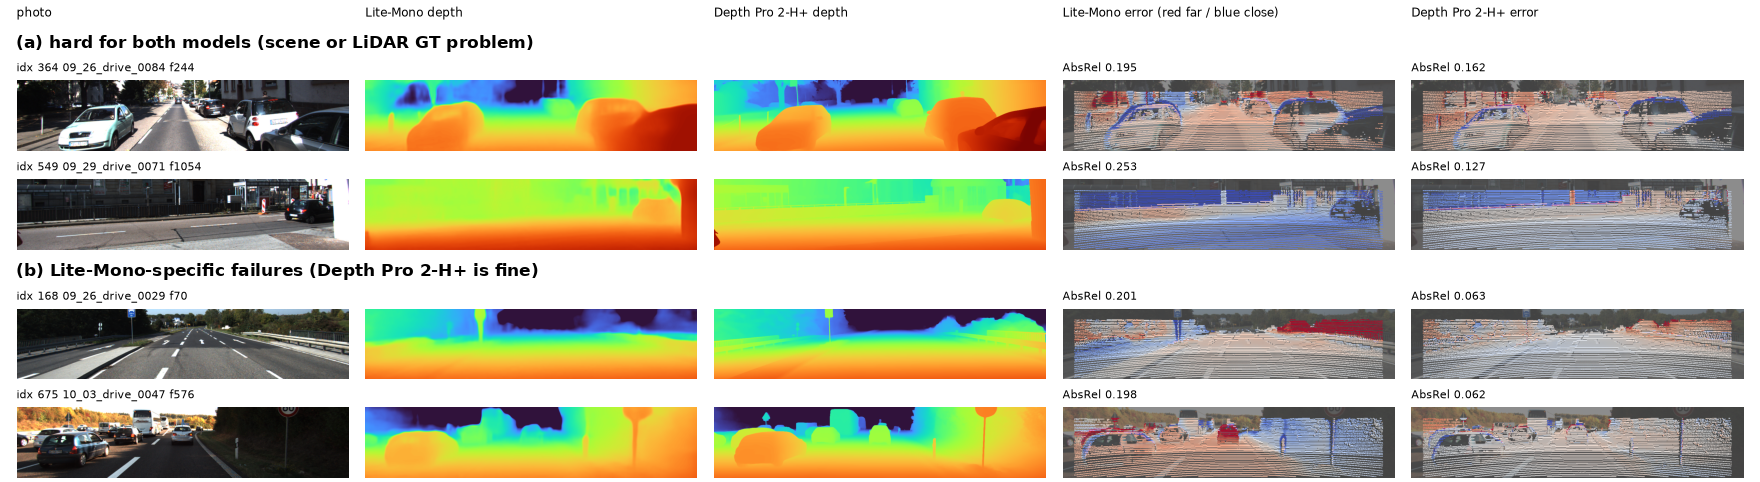 photo Lite-Mono depth Depth Pro 2-H+ depth Lite-Mono error (red far / blue close) Depth Pro 2-H+ error
(a) hard for both models (scene or LiDAR GT problem)
idx 364 09_26_drive_0084 f244 AbsRel 0.195 AbsRel 0.162
idx 549 09_29_drive_0071 f1054 AbsRel 0.253 AbsRel 0.127
(b) Lite-Mono-specific failures (Depth Pro 2-H+ is fine)
idx 168 09_26_drive_0029 f70 AbsRel 0.201 AbsRel 0.063
idx 675 10_03_drive_0047 f576 AbsRel 0.198 AbsRel 0.062